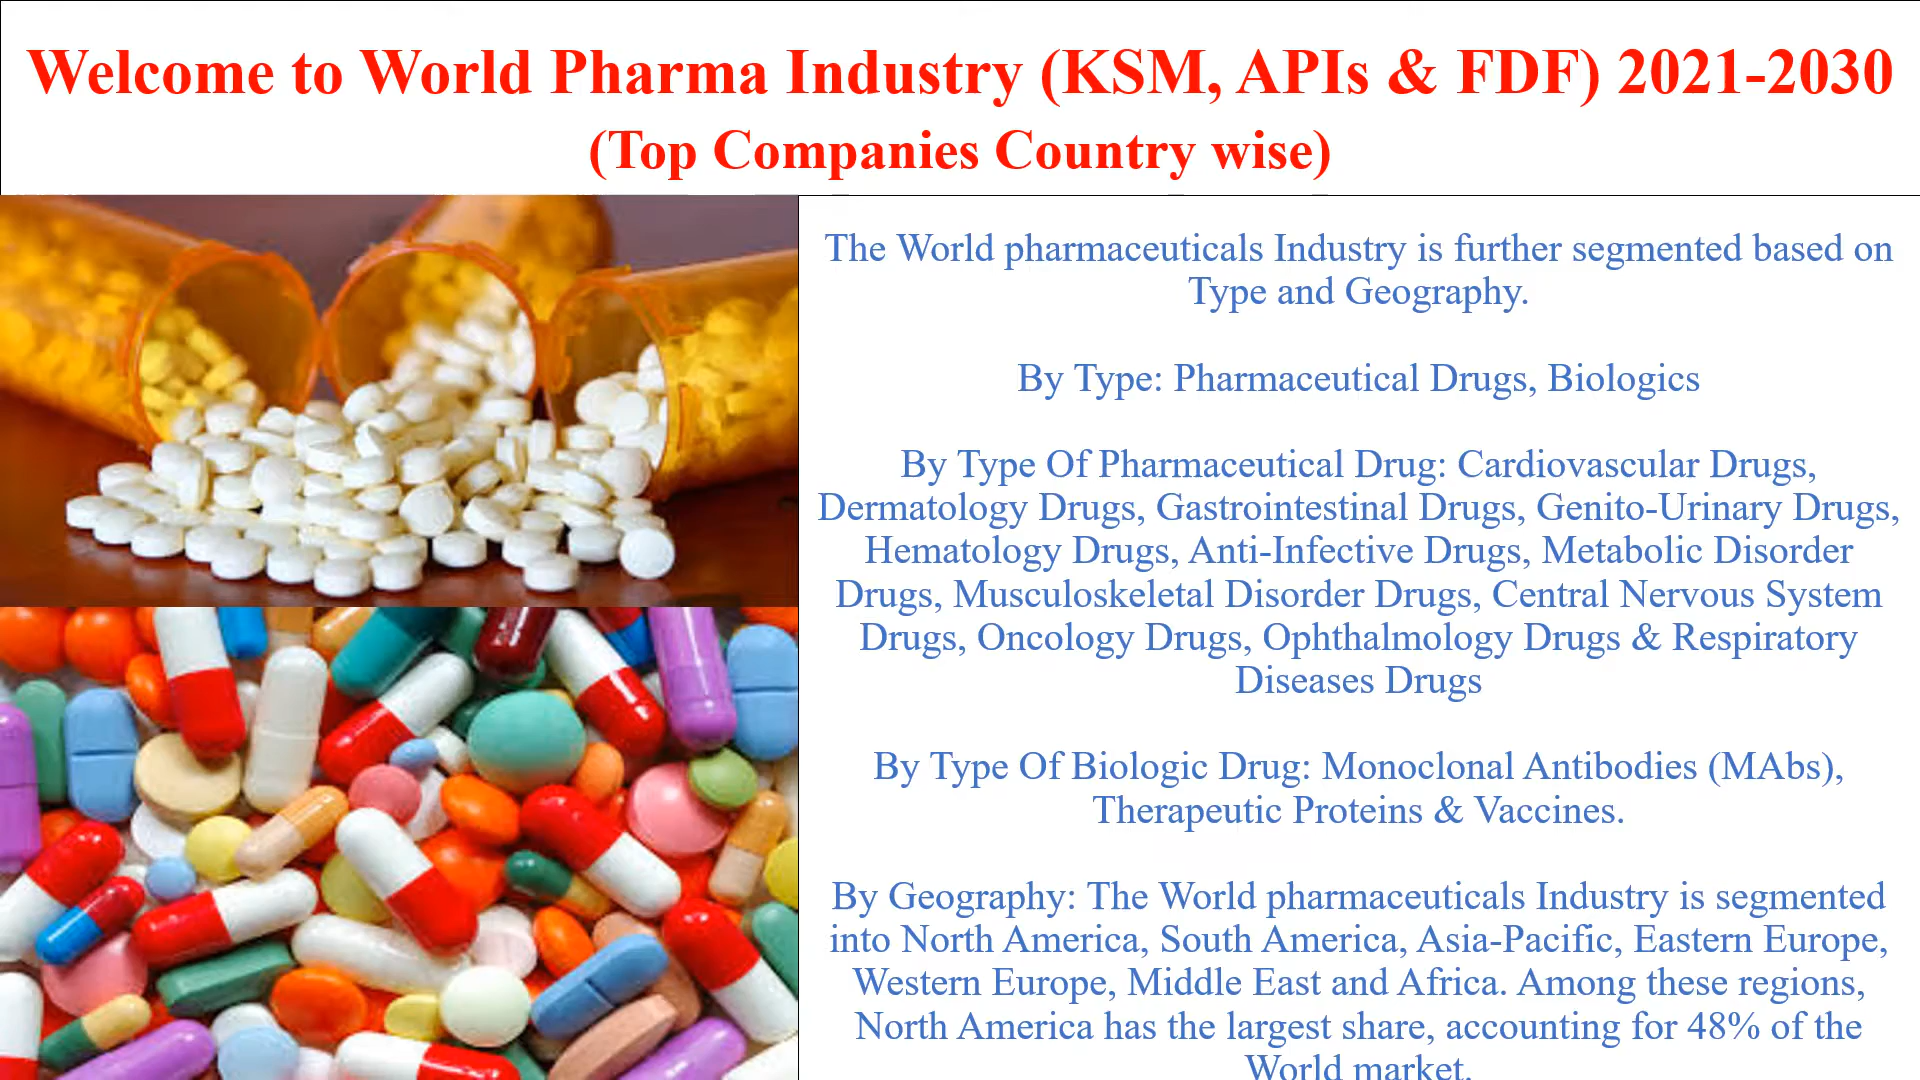 Welcome to World Pharma Industry (KSM, APIs & FDF) 2021-2030
(Top Companies Country wise)
The World pharmaceuticals Industry is further segmented based on
Type and Geography.
By Type: Pharmaceutical Drugs, Biologics
By Type Of Pharmaceutical Drug: Cardiovascular Drugs,
Dermatology Drugs, Gastrointestinal Drugs, Genito-Urinary Drugs,
Hematology Drugs, Anti-Infective Drugs, Metabolic Disorder
Drugs, Musculoskeletal Disorder Drugs, Central Nervous System
Drugs, Oncology Drugs, Ophthalmology Drugs & Respiratory
Diseases Drugs
By Type Of Biologic Drug: Monoclonal Antibodies (MAbs),
Therapeutic Proteins & Vaccines.
By Geography: The World pharmaceuticals Industry is segmented
into North America, South America, Asia-Pacific, Eastern Europe,
Western Europe, Middle East and Africa. Among these regions,
North America has the largest share, accounting for 48% of the
World market.